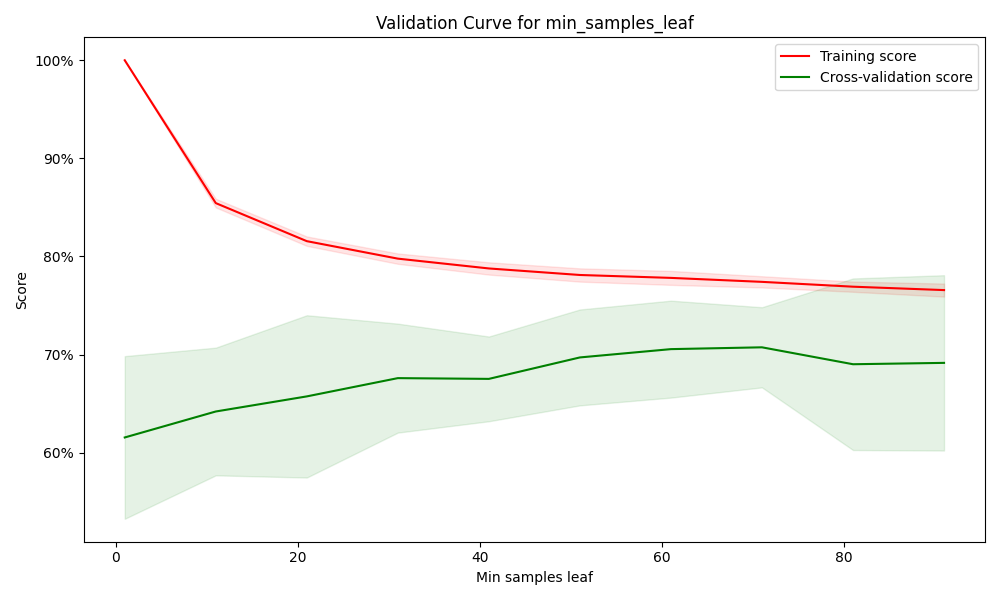 Validation Curve for min_samples_leaf
Training score
Cross-validation score
100%
90%
80%
70%
60%
Score
0 20 40 60 80
Min samples leaf